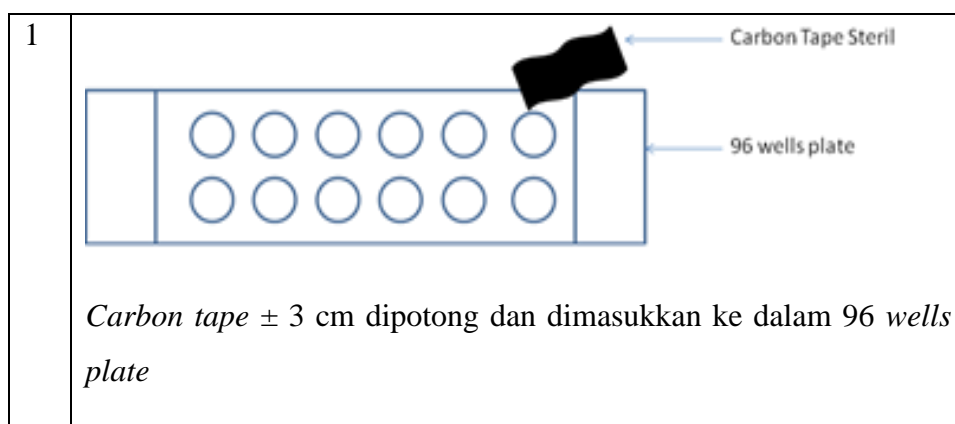 1
Carbon Tape Steril
96 wells plate
Carbon tape ± 3 cm dipotong dan dimasukkan ke dalam 96 wells
plate